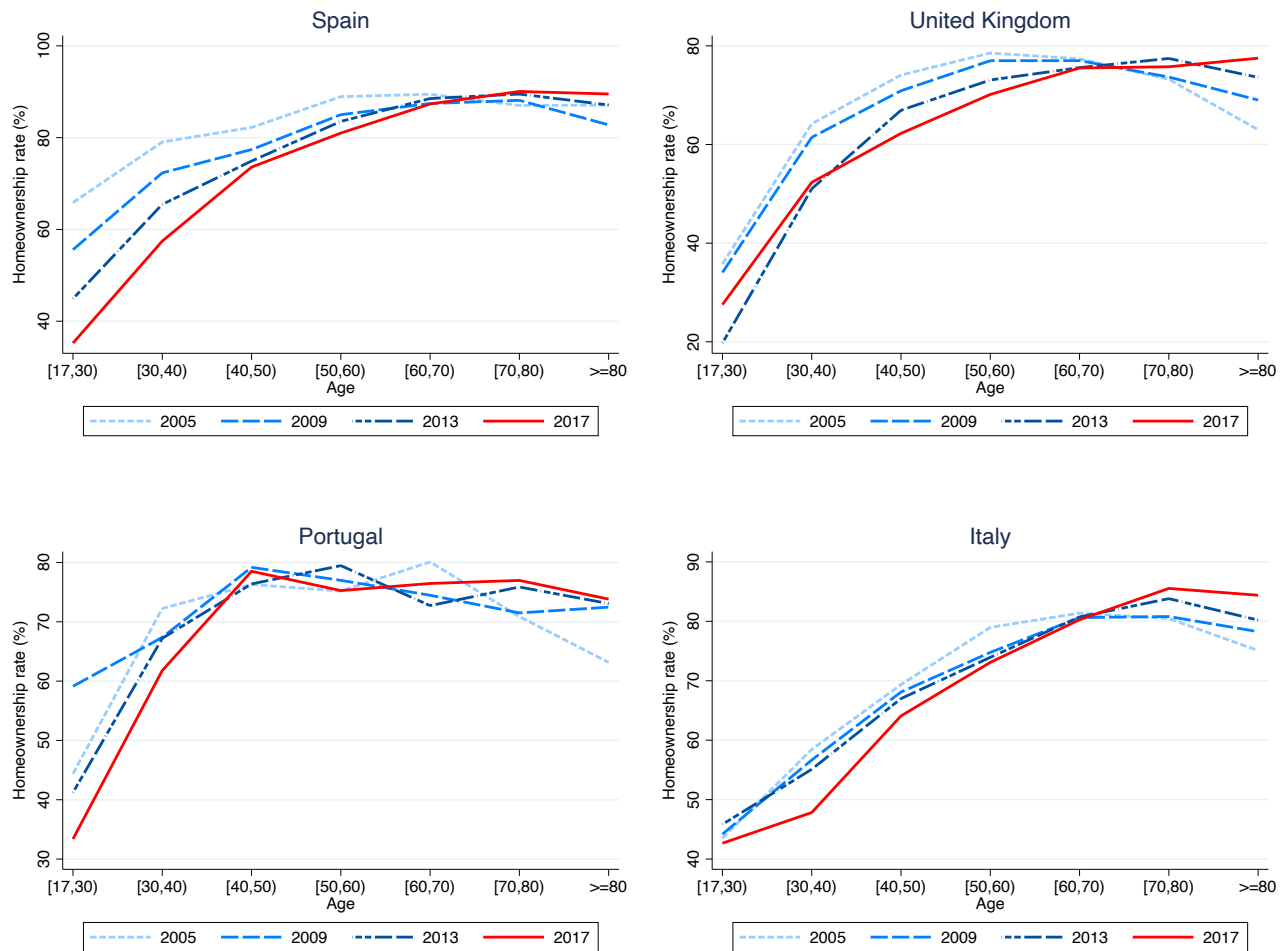 Spain
Homeownership rate (%)
100
80
60
40
[17,30) [30,40) [40,50) [50,60) [60,70) [70,80) >=80
Age
2005 2009 2013 2017
United Kingdom
Homeownership rate (%)
80
60
40
20
[17,30) [30,40) [40,50) [50,60) [60,70) [70,80) >=80
Age
2005 2009 2013 2017
Portugal
Homeownership rate (%)
80
70
60
50
40
30
[17,30) [30,40) [40,50) [50,60) [60,70) [70,80) >=80
Age
2005 2009 2013 2017
Italy
Homeownership rate (%)
90
80
70
60
50
40
[17,30) [30,40) [40,50) [50,60) [60,70) [70,80) >=80
Age
2005 2009 2013 2017